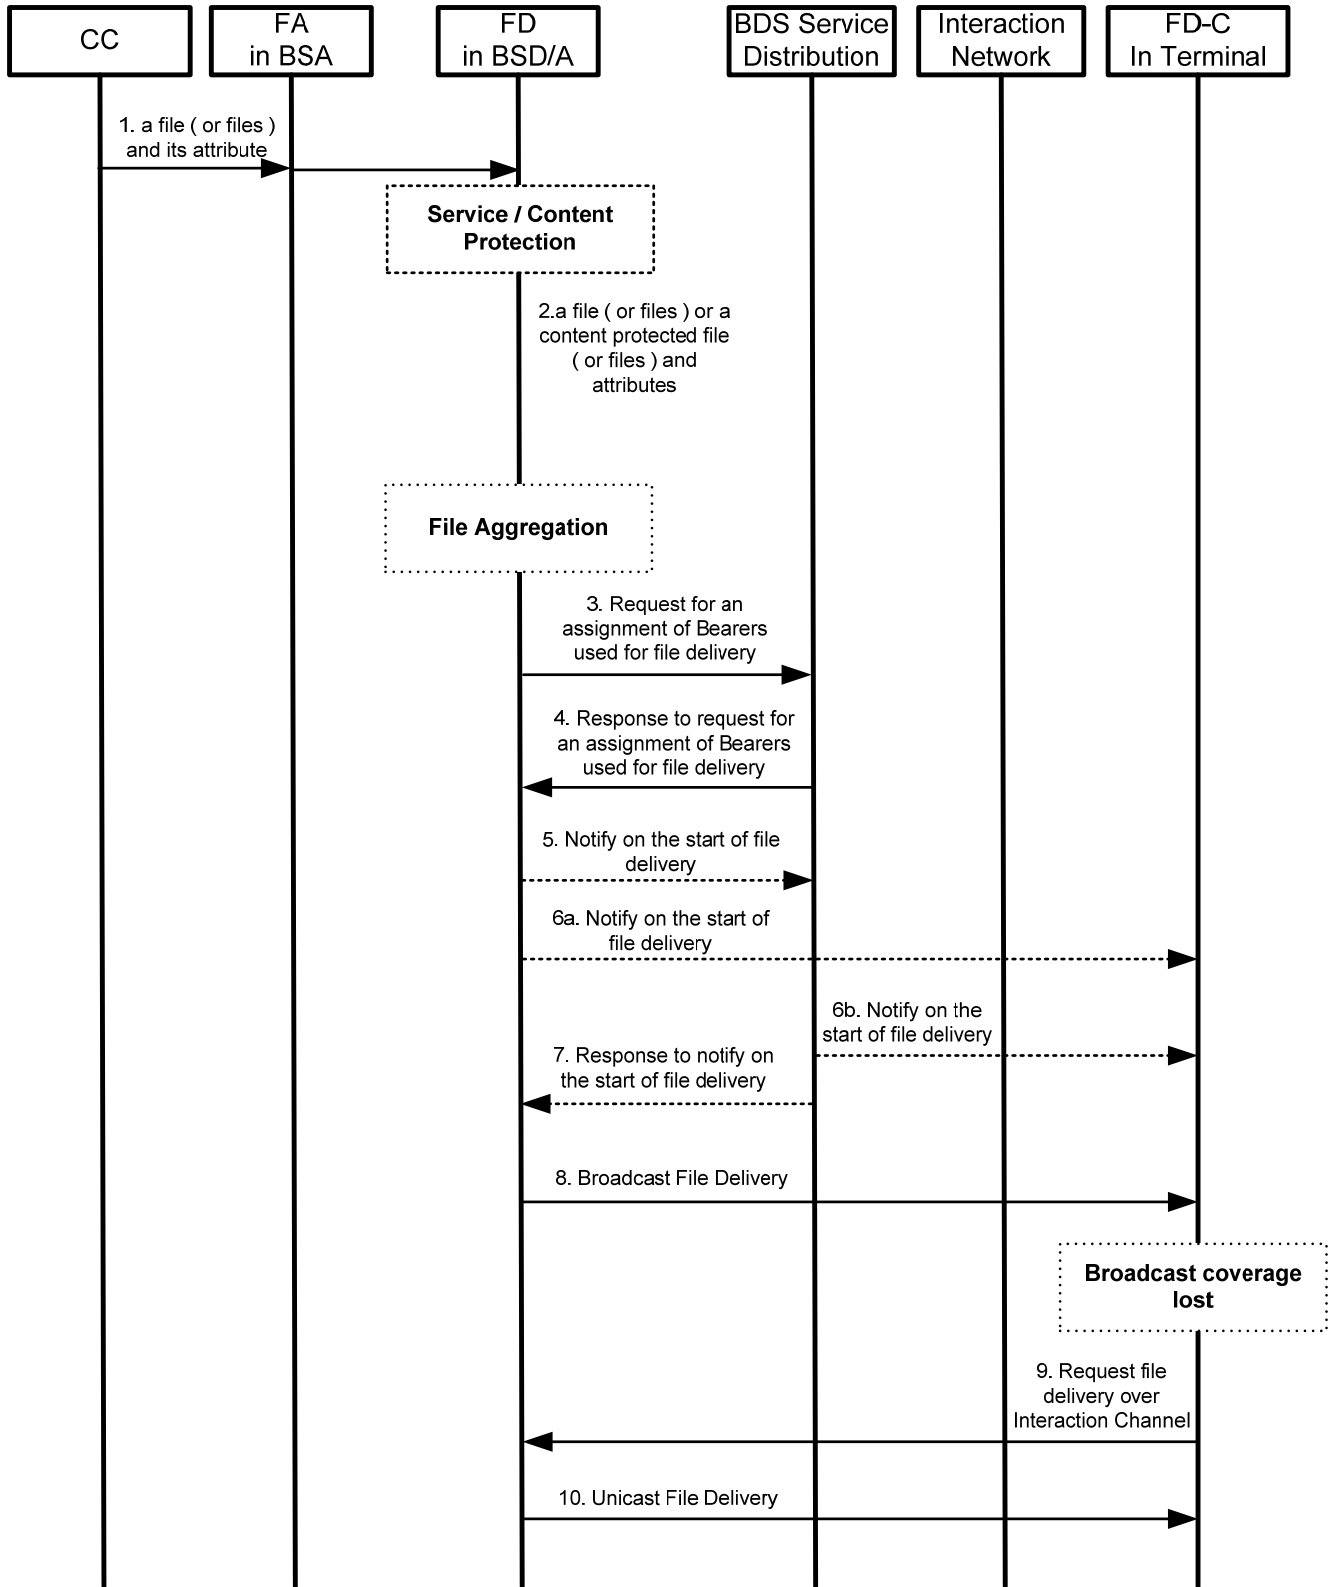 CC
FA
in BSA
FD
in BSD/A
BDS Service
Distribution
Interaction
Network
FD-C
In Terminal
1. a file ( or files )
and its attribute
Service / Content
Protection
2.a file ( or files ) or a
content protected file
( or files ) and
attributes
File Aggregation
3. Request for an
assignment of Bearers
used for file delivery
4. Response to request for
an assignment of Bearers
used for file delivery
5. Notify on the start of file
delivery
6a. Notify on the start of
file delivery
6b. Notify on the
start of file delivery
7. Response to notify on
the start of file delivery
8. Broadcast File Delivery
Broadcast coverage
lost
9. Request file
delivery over
Interaction Channel
10. Unicast File Delivery